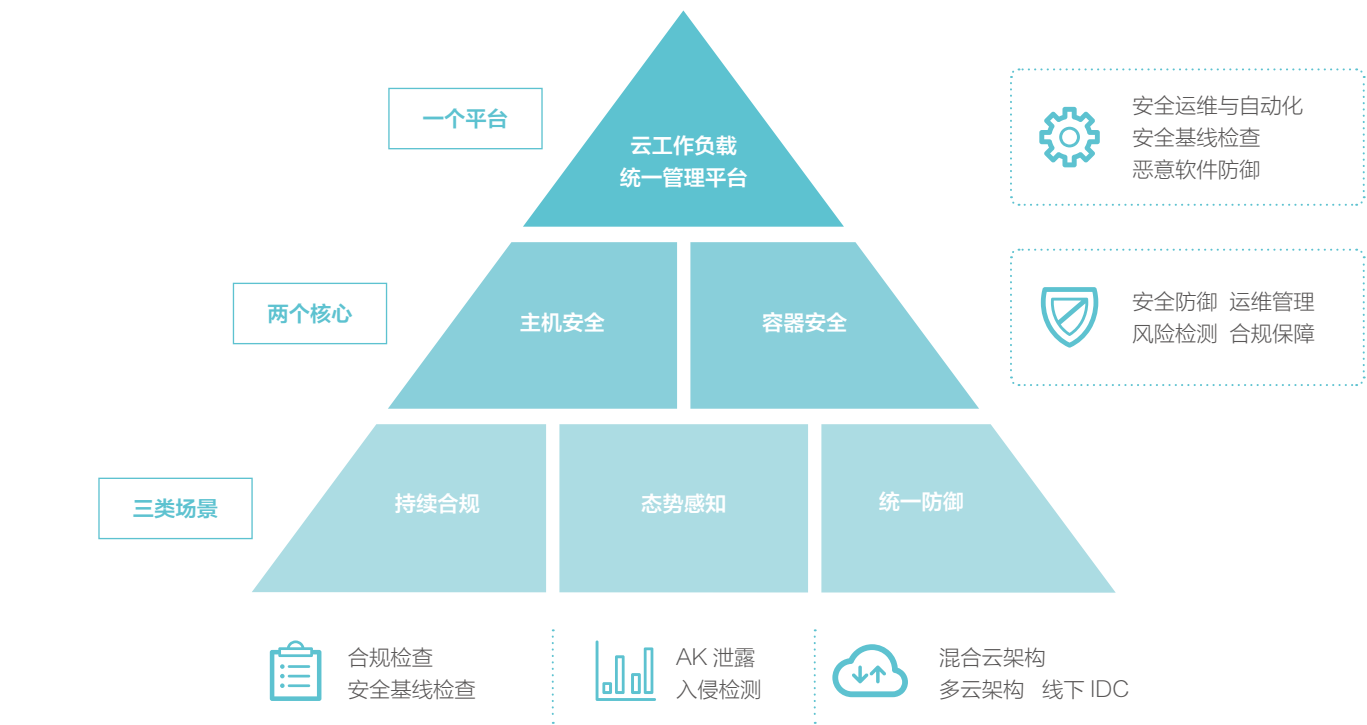 一个平台
云工作负载
统一管理平台
安全运维与自动化
安全基线检查
恶意软件防御
两个核心
主机安全
容器安全
安全防御 运维管理
风险检测 合规保障
三类场景
持续合规
态势感知
统一防御
合规检查
安全基线检查
AK 泄露
入侵检测
混合云架构
多云架构 线下 IDC